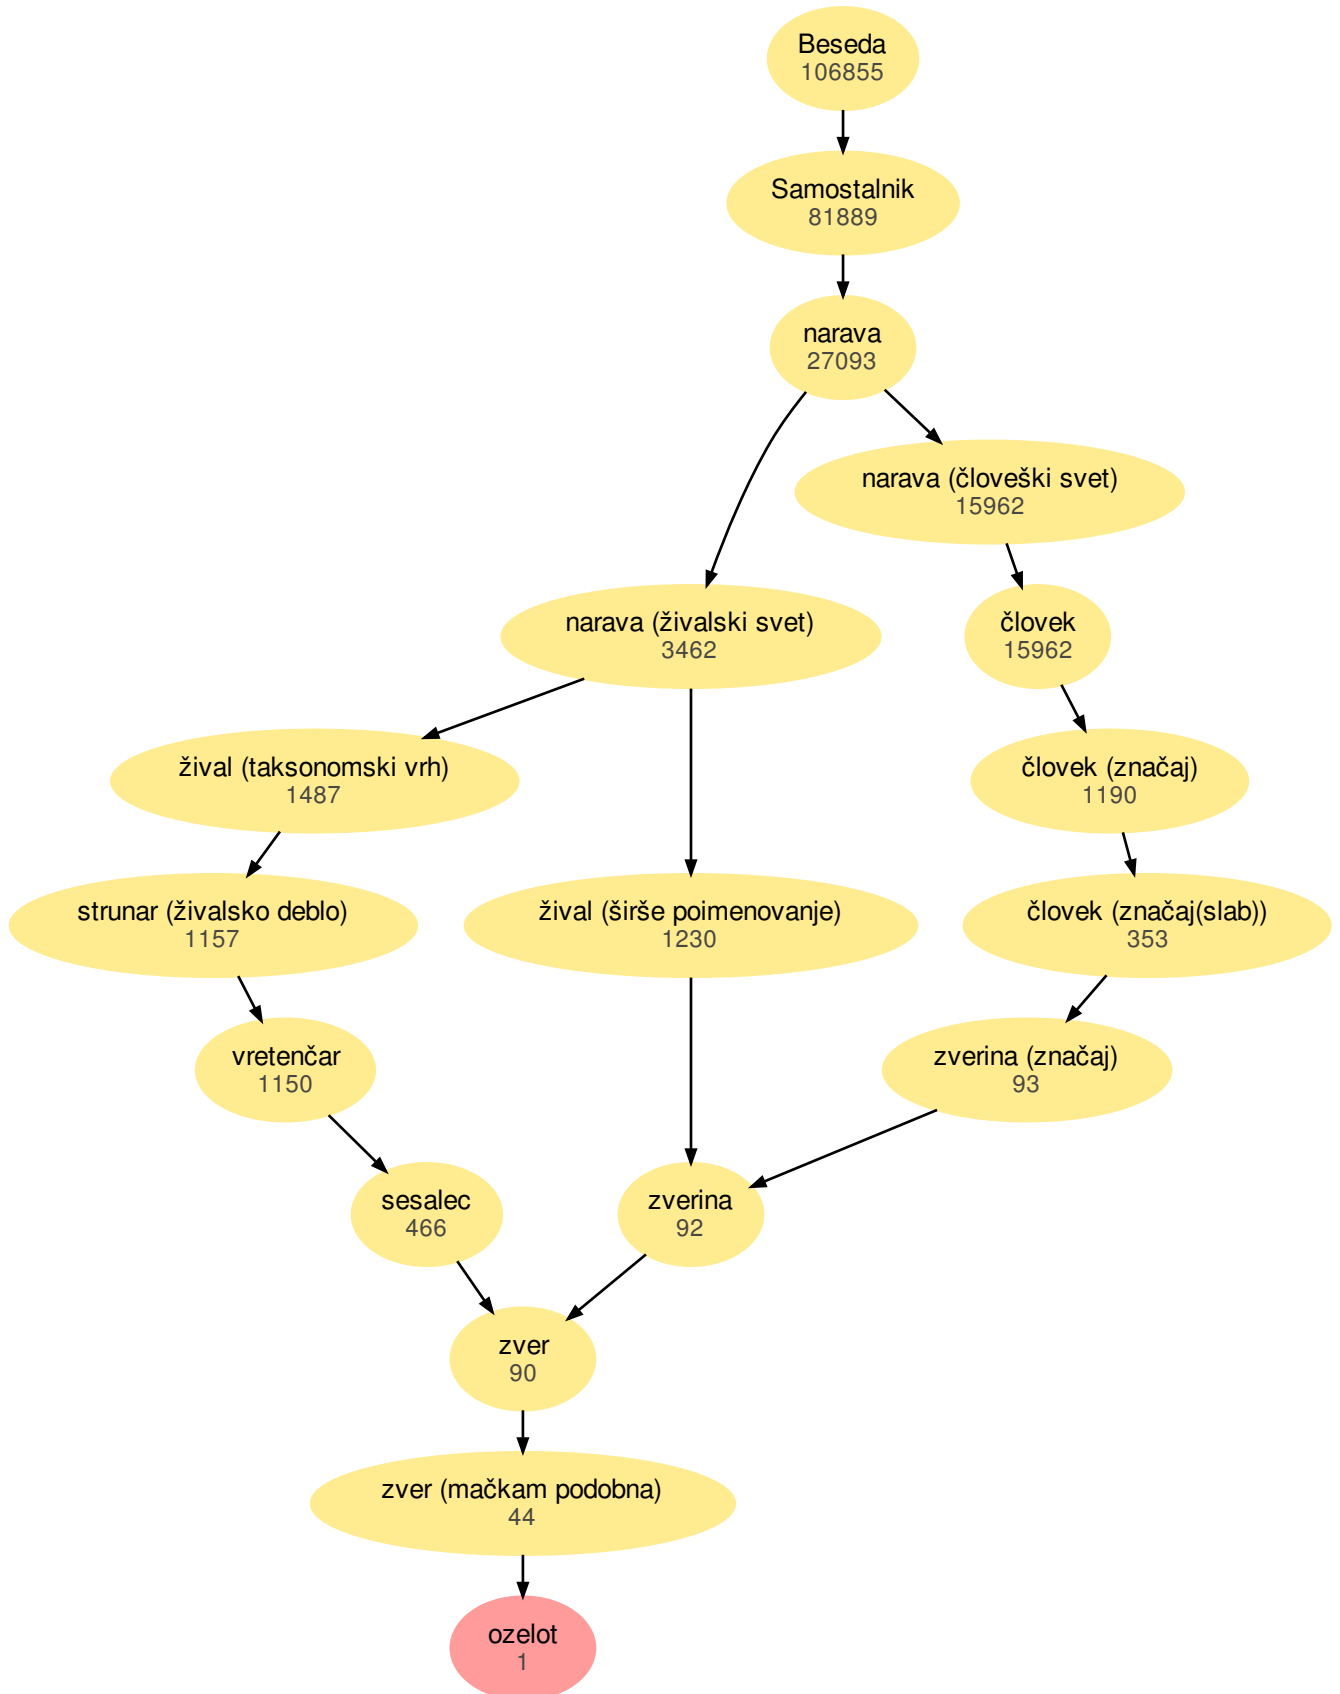 Beseda
106855
Samostalnik
81889
narava
27093
narava (človeški svet)
15962
narava (živalski svet)
3462
človek
15962
žival (taksonomski vrh)
1487
človek (značaj)
1190
strunar (živalsko deblo)
1157
žival (širše poimenovanje)
1230
človek (značaj(slab))
353
vretenčar
1150
zverina (značaj)
93
sesalec
466
zverina
92
zver
90
zver (mačkam podobna)
44
ozelot
1